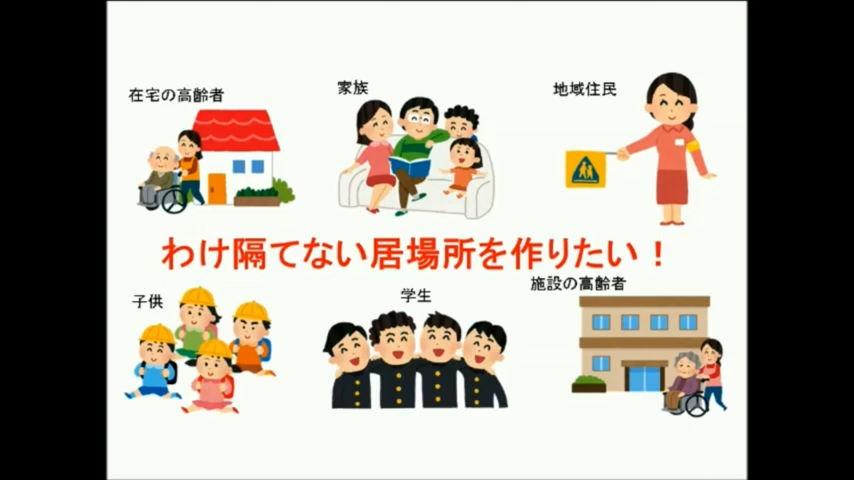 在宅の高齢者
家族
地域住民
わけ隔てない居場所を作りたい！
子供
学生
施設の高齢者